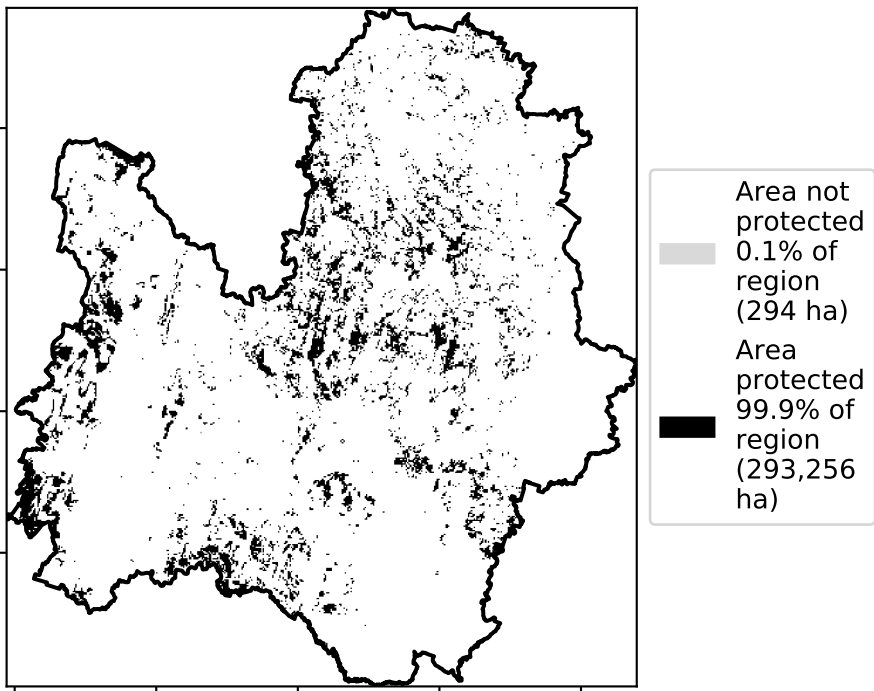 Area not
protected
0.1% of
region
(294 ha)
Area
protected
99.9% of
region
(293,256
ha)